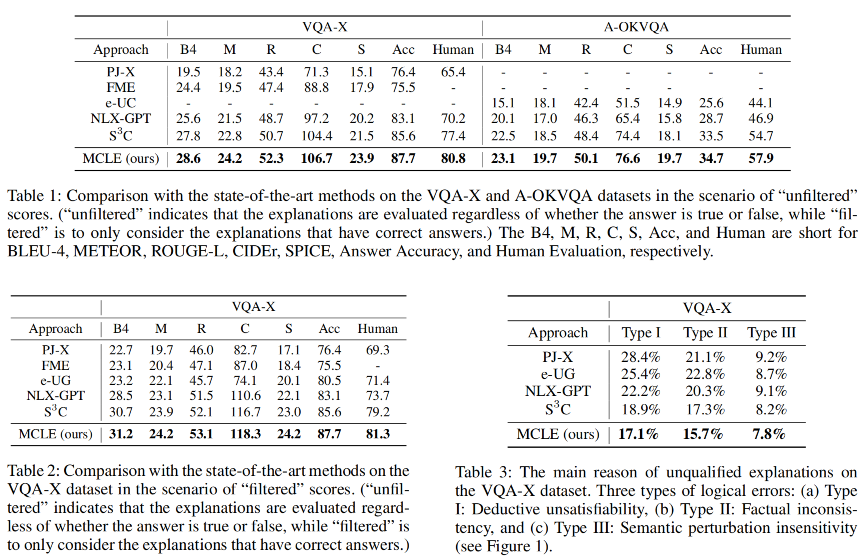 VQA-X A-OKVQA
Approach B4 M R C S Acc Human B4 M R C S Acc Human
PJ-X 19.5 18.2 43.4 71.3 15.1 76.4 65.4 - - - - - - -
FME 24.4 19.5 47.4 88.8 17.9 75.5 - - - - - - - -
e-UC - - - - - - - 15.1 18.1 42.4 51.5 14.9 25.6 44.1
NLX-GPT 25.6 21.5 48.7 97.2 20.2 83.1 70.2 20.1 17.0 46.3 65.4 15.8 28.7 46.9
S³C 27.8 22.8 50.7 104.4 21.5 85.6 77.4 22.5 18.5 48.4 74.4 18.1 33.5 54.7
MCLE (ours) 28.6 24.2 52.3 106.7 23.9 87.7 80.8 23.1 19.7 50.1 76.6 19.7 34.7 57.9
Table 1: Comparison with the state-of-the-art methods on the VQA-X and A-OKVQA datasets in the scenario of “unfiltered”
scores. (“unfiltered” indicates that the explanations are evaluated regardless of whether the answer is true or false, while “fil-
tered” is to only consider the explanations that have correct answers.) The B4, M, R, C, S, Acc, and Human are short for
BLEU-4, METEOR, ROUGE-L, CIDEr, SPICE, Answer Accuracy, and Human Evaluation, respectively.
VQA-X
Approach B4 M R C S Acc Human
PJ-X 22.7 19.7 46.0 82.7 17.1 76.4 69.3
FME 23.1 20.4 47.1 87.0 18.4 75.5 -
e-UG 23.2 22.1 45.7 74.1 20.1 80.5 71.4
NLX-GPT 28.5 23.1 51.5 110.6 22.1 83.1 73.7
S³C 30.7 23.9 52.1 116.7 23.0 85.6 79.2
MCLE (ours) 31.2 24.2 53.1 118.3 24.2 87.7 81.3
Table 2: Comparison with the state-of-the-art methods on the
VQA-X dataset in the scenario of “filtered” scores. (“unfil-
tered” indicates that the explanations are evaluated regard-
less of whether the answer is true or false, while “filtered” is
to only consider the explanations that have correct answers.)
VQA-X
Approach Type I Type II Type III
PJ-X 28.4% 21.1% 9.2%
e-UG 25.4% 22.8% 8.7%
NLX-GPT 22.2% 20.3% 9.1%
S³C 18.9% 17.3% 8.2%
MCLE (ours) 17.1% 15.7% 7.8%
Table 3: The main reason of unqualified explanations on
the VQA-X dataset. Three types of logical errors: (a) Type
I: Deductive unsatisfiability, (b) Type II: Factual inconsis-
tency, and (c) Type III: Semantic perturbation insensitivity
(see Figure 1).